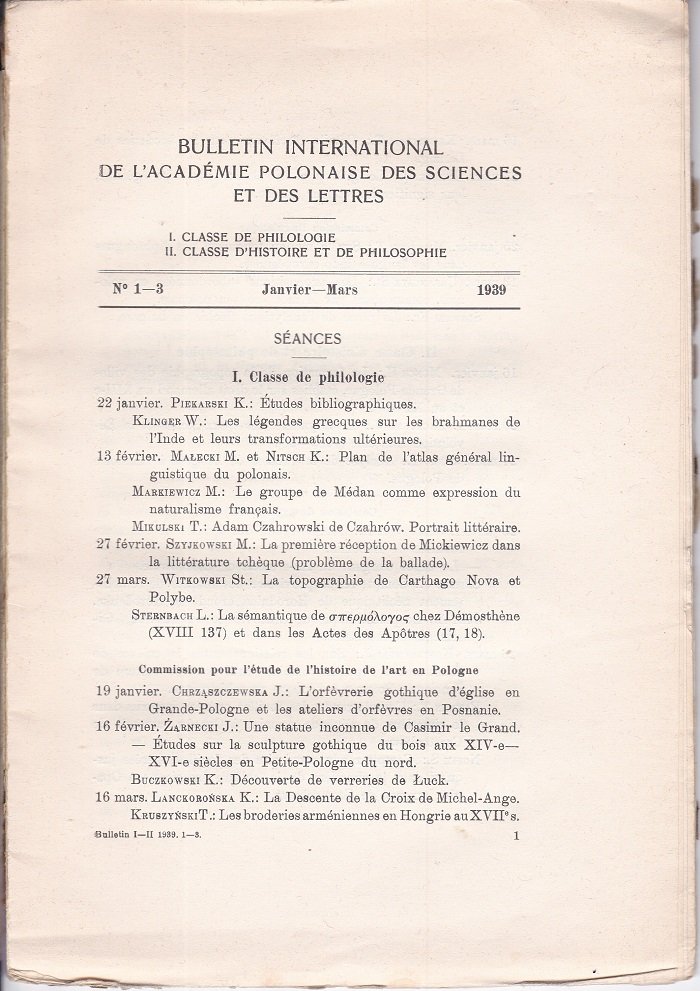 BULLETIN INTERNATIONAL
DE L'ACADÉMIE POLONAISE DES SCIENCES
ET DES LETTRES
I. CLASSE DE PHILOLOGIE
II. CLASSE D'HISTOIRE ET DE PHILOSOPHIE
Nº 1—3 Janvier—Mars 1939
SÉANCES
I. Classe de philologie
22 janvier. PIEKARSKI K.: Études bibliographiques.
KLINGER W.: Les légendes grecques sur les brahmanes de
l'Inde et leurs transformations ultérieures.
13 février. MAŁECKI M. et NITSCH K.: Plan de l'atlas général lin-
guistique du polonais.
MARKIEWICZ M.: Le groupe de Médan comme expression du
naturalisme français.
MIKULSKI T.: Adam Czahrowski de Czahrów. Portrait littéraire.
27 février. SZYJKOWSKI M.: La première réception de Mickiewicz dans
la littérature tchèque (problème de la ballade).
27 mars. WITKOWSKI St.: La topographie de Carthago Nova et
Polybe.
STERNBACH L.: La sémantique de σπερμόλογος chez Démosthène
(XVIII 137) et dans les Actes des Apôtres (17, 18).
Commission pour l'étude de l'histoire de l'art en Pologne
19 janvier. CHRZĄSZCZEWSKA J.: L'orfèvrerie gothique d'église en
Grande-Pologne et les ateliers d'orfèvres en Posnanie.
16 février. ŻARNECKI J.: Une statue inconnue de Casimir le Grand.
— Études sur la sculpture gothique du bois aux XIV-e—
XVI-e siècles en Petite-Pologne du nord.
BUCZKOWSKI K.: Découverte de verreries de Łuck.
16 mars. LANCKOROŃSKA K.: La Descente de la Croix de Michel-Ange.
KRUSZYŃSKI T.: Les broderies arméniennes en Hongrie au XVIIe s.
Bulletin I—II 1939. 1—3. 1